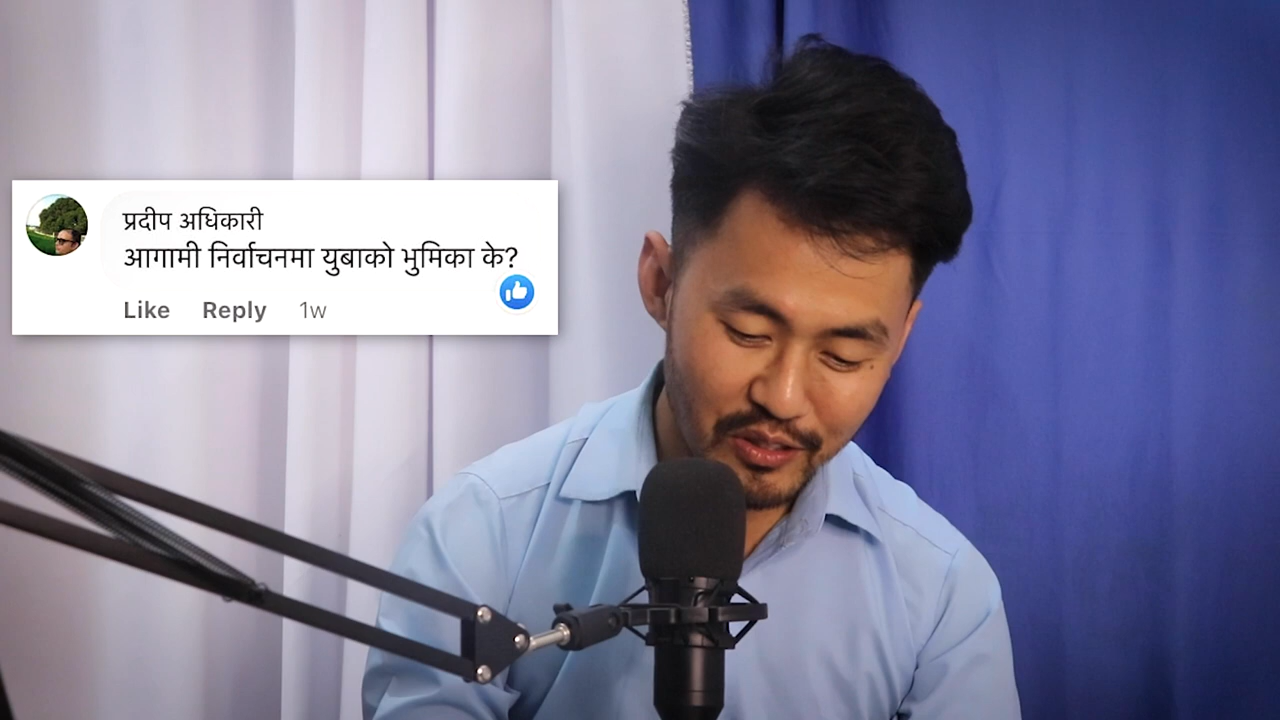 प्रदीप अधिकारी
आगामी निर्वाचनमा युबाको भुमिका के?
Like Reply 1w